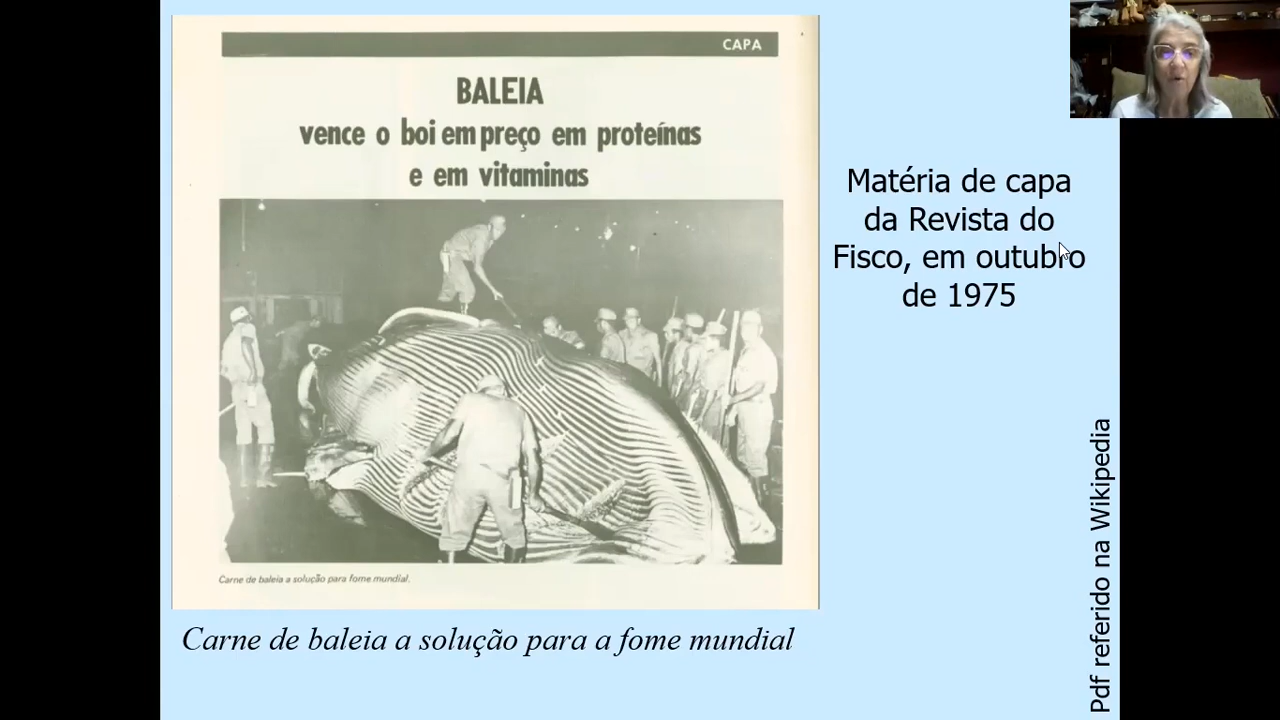 CAPA
BALEIA
vence o boi em preço em proteínas
e em vitaminas
Carne de baleia a solução para fome mundial.
Carne de baleia a solução para a fome mundial
Matéria de capa
da Revista do
Fisco, em outubro
de 1975
Pdf referido na Wikipedia